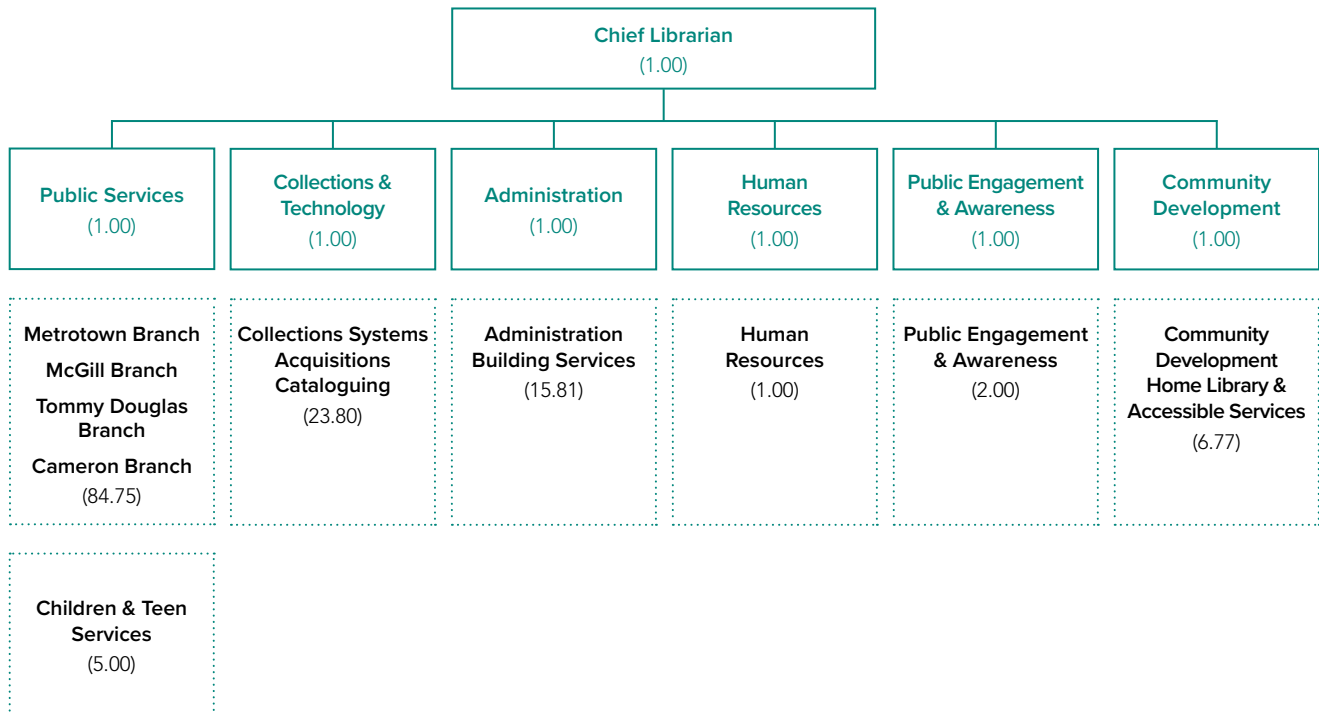 Chief Librarian
(1.00)
Public Services
(1.00)
Collections &
Technology
(1.00)
Administration
(1.00)
Human
Resources
(1.00)
Public Engagement
& Awareness
(1.00)
Community
Development
(1.00)
Metrotown Branch
McGill Branch
Tommy Douglas
Branch
Cameron Branch
(84.75)
Collections Systems
Acquisitions
Cataloguing
(23.80)
Administration
Building Services
(15.81)
Human
Resources
(1.00)
Public Engagement
& Awareness
(2.00)
Community
Development
Home Library &
Accessible Services
(6.77)
Children & Teen
Services
(5.00)